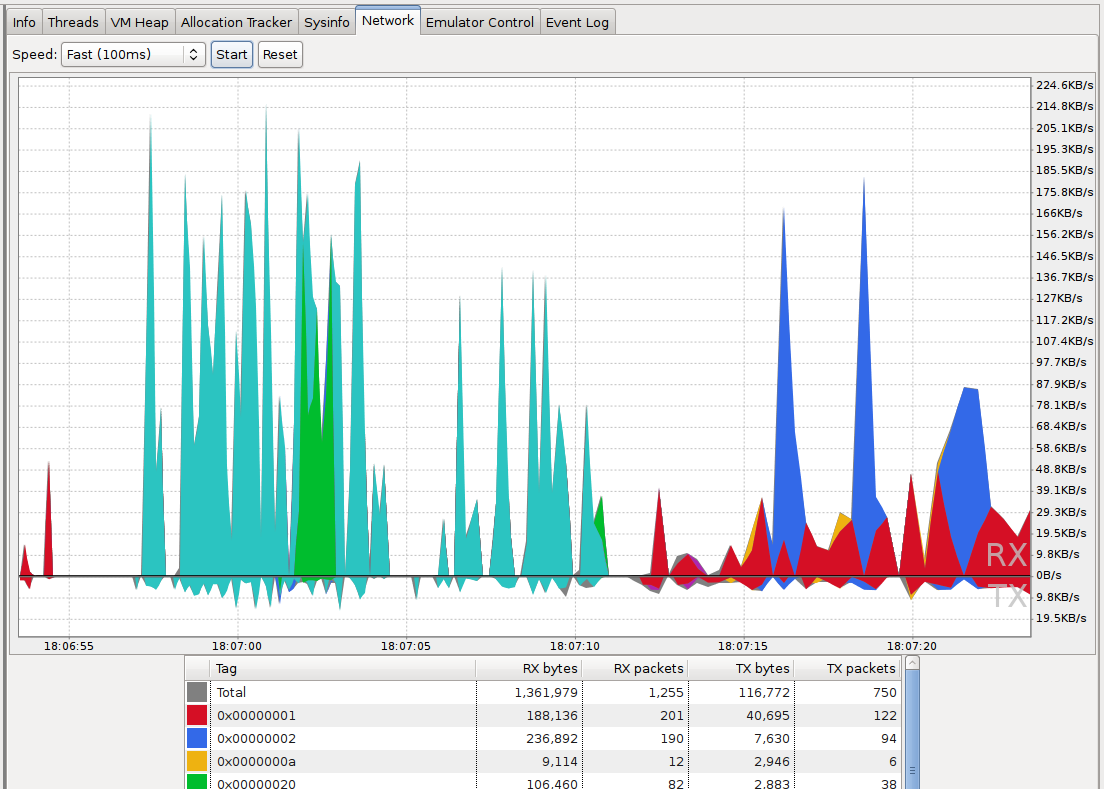 Info Threads VM Heap Allocation Tracker Sysinfo Network Emulator Control Event Log
Speed: Fast (100ms) Start Reset
224.6KB/s
214.8KB/s
205.1KB/s
195.3KB/s
185.5KB/s
175.8KB/s
166KB/s
156.2KB/s
146.5KB/s
136.7KB/s
127KB/s
117.2KB/s
107.4KB/s
97.7KB/s
87.9KB/s
78.1KB/s
68.4KB/s
58.6KB/s
48.8KB/s
39.1KB/s
29.3KB/s
19.5KB/s
RX 9.8KB/s
0B/s
TX 9.8KB/s
19.5KB/s
18:06:55 18:07:00 18:07:05 18:07:10 18:07:15 18:07:20
Tag RX bytes RX packets TX bytes TX packets
Total 1,361,979 1,255 116,772 750
0x00000001 188,136 201 40,695 122
0x00000002 236,892 190 7,630 94
0x0000000a 9,114 12 2,946 6
0x00000020 106,460 82 2,883 38